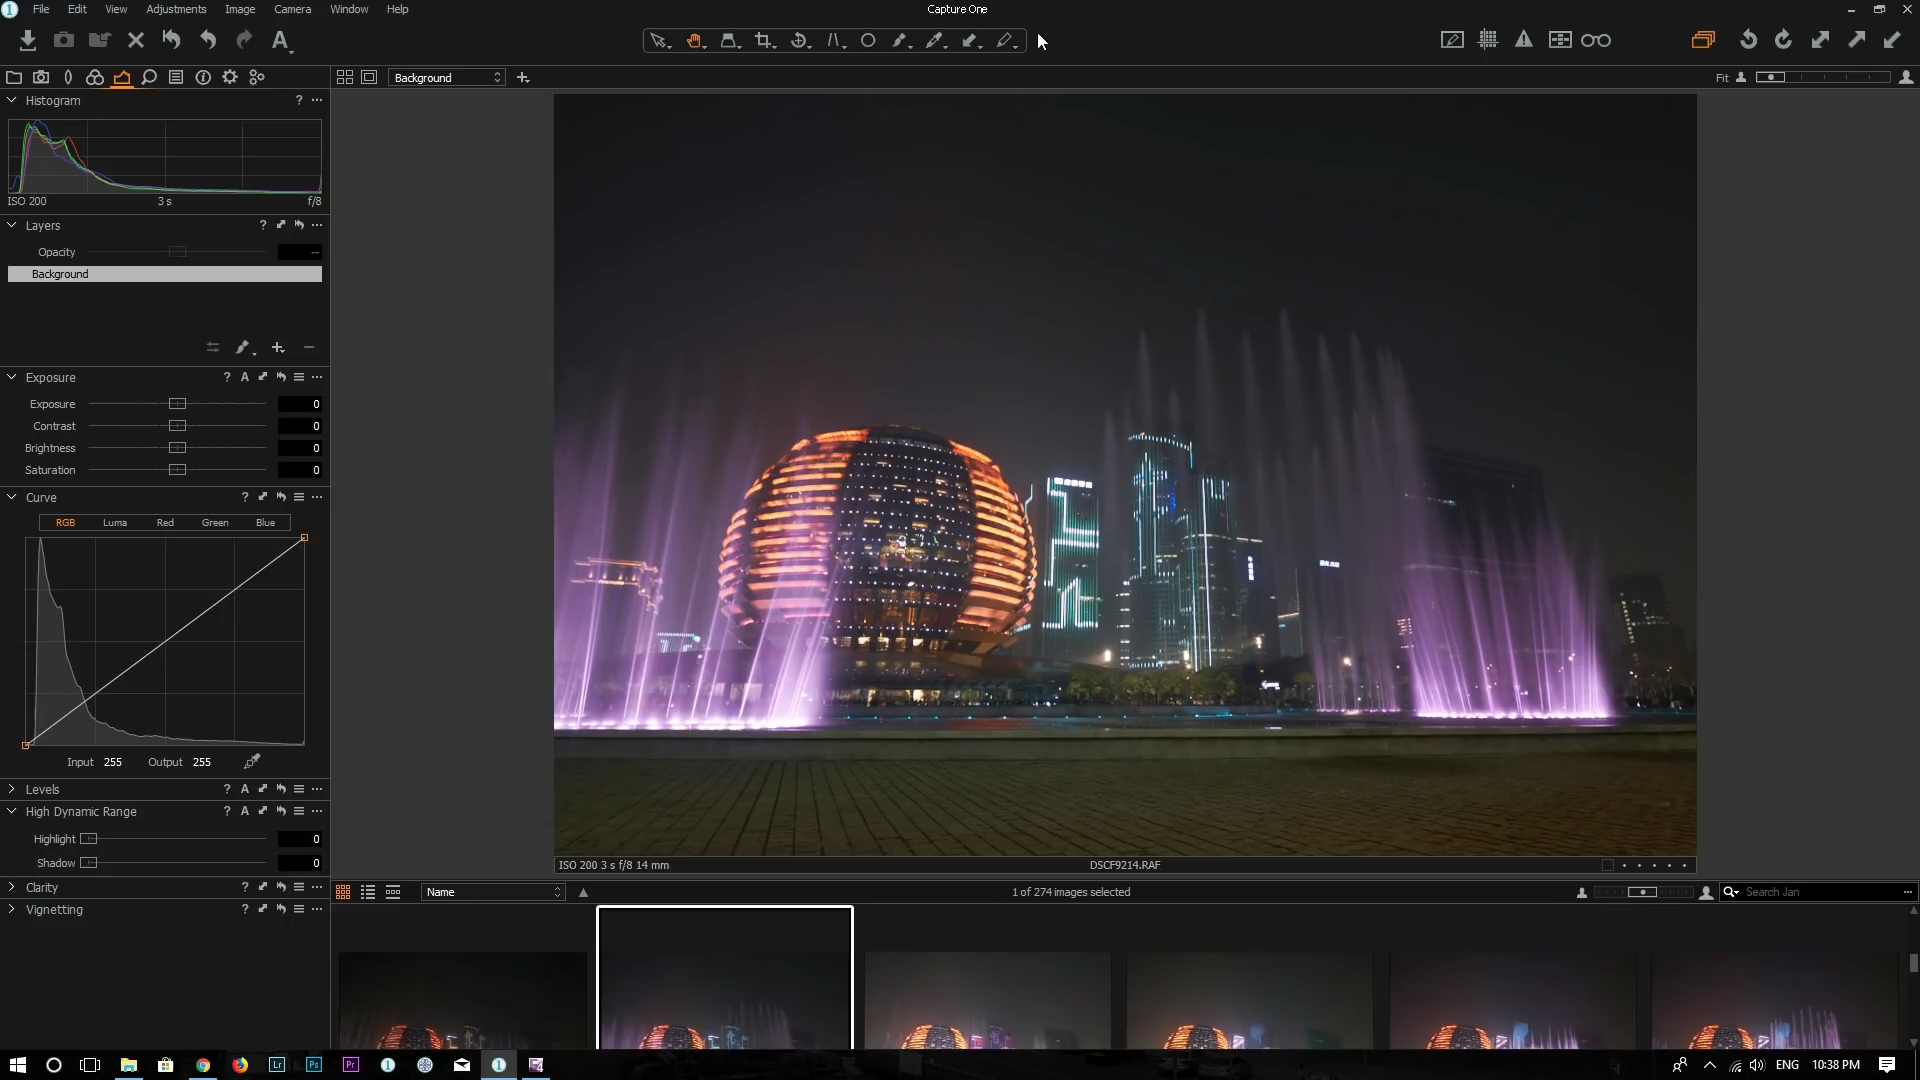 File Edit View Adjustments Image Camera Window Help
Capture One
A
Background
Fit
Histogram ? ...
ISO 200 3 s f/8
Layers ? ...
Opacity --
Background
Exposure ? A ...
Exposure 0
Contrast 0
Brightness 0
Saturation 0
Curve ? ...
RGB Luma Red Green Blue
Input 255 Output 255
Levels ? A ...
High Dynamic Range ? A ...
Highlight 0
Shadow 0
Clarity ? ...
Vignetting ? ...
ISO 200 3 s f/8 14 mm
DSCF9214.RAF
Name
1 of 274 images selected
Search Jan
Lr Ps Pr
ENG 10:38 PM